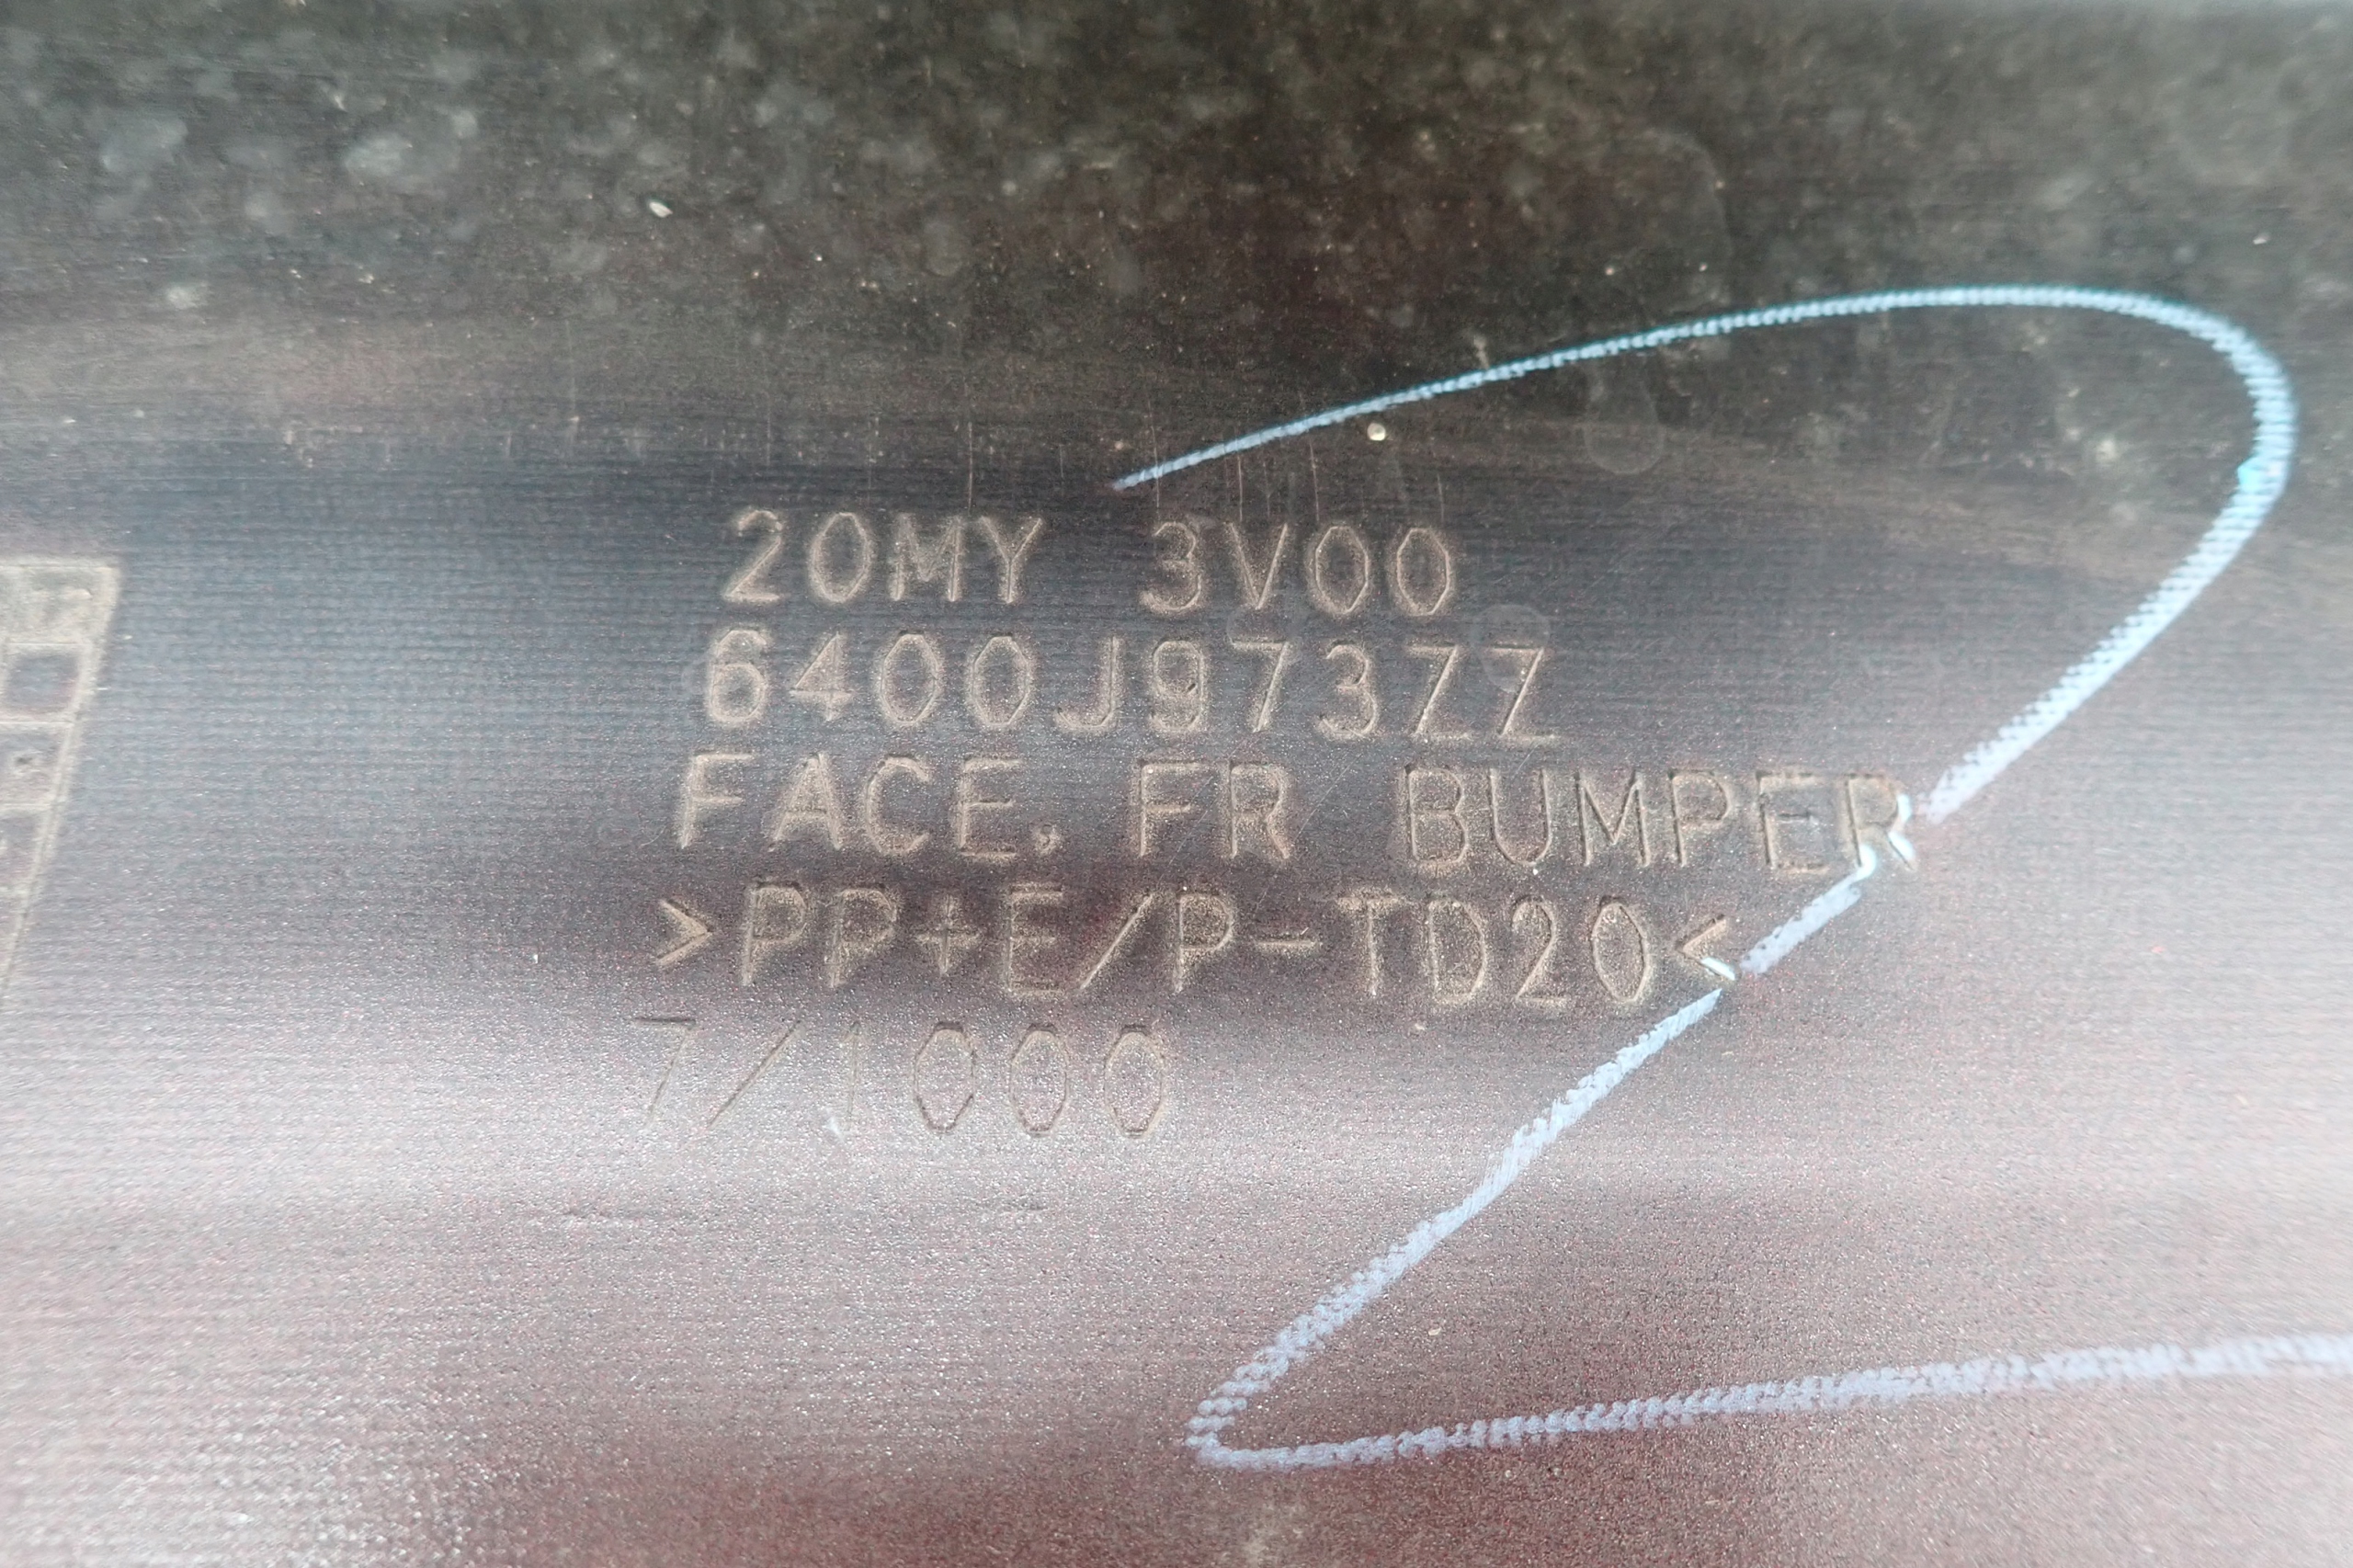 20MY 3V00
6400J973ZZ
FACE, FR BUMPER
>PP+E/P-TD20<
7/1000